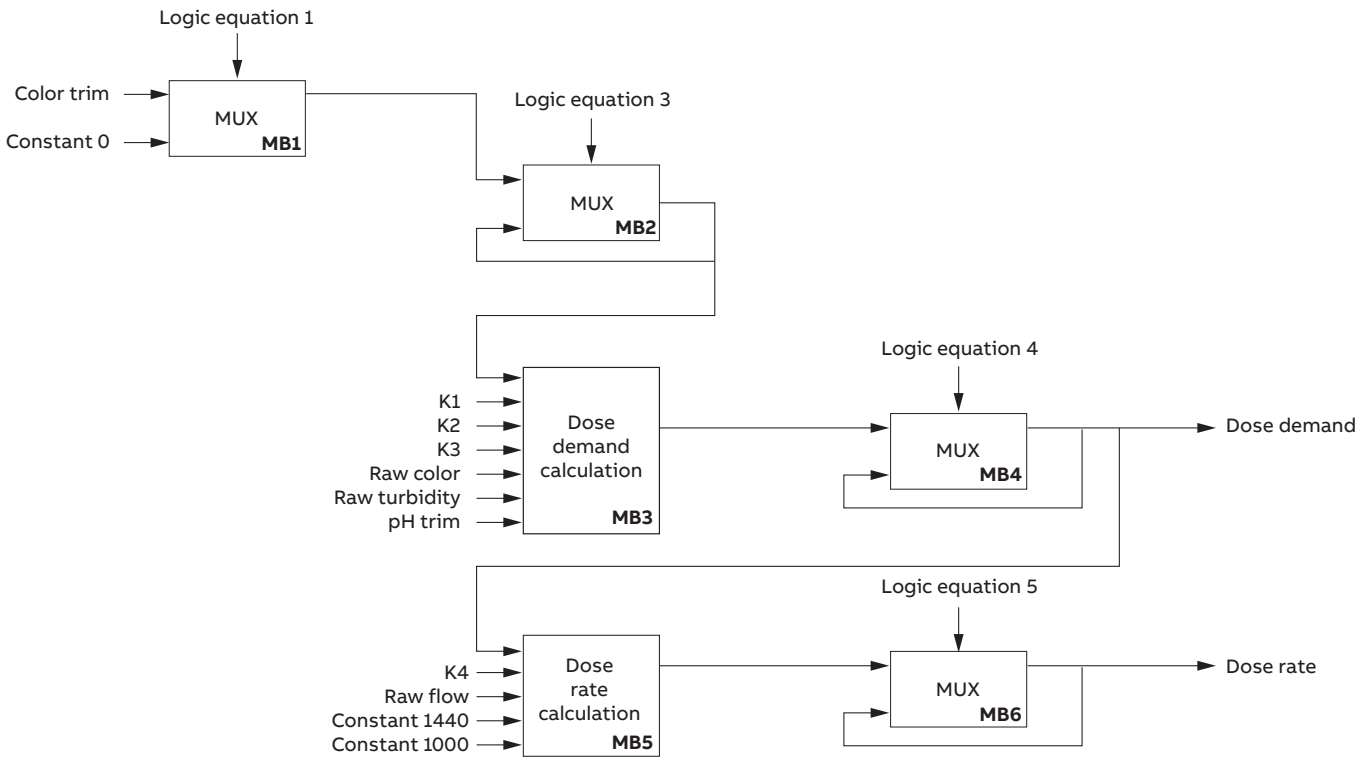 Logic equation 1
Color trim
Constant 0
MUX
MB1
Logic equation 3
MUX
MB2
Logic equation 4
K1
K2
K3
Raw color
Raw turbidity
pH trim
Dose
demand
calculation
MB3
MUX
MB4
Dose demand
Logic equation 5
K4
Raw flow
Constant 1440
Constant 1000
Dose
rate
calculation
MB5
MUX
MB6
Dose rate